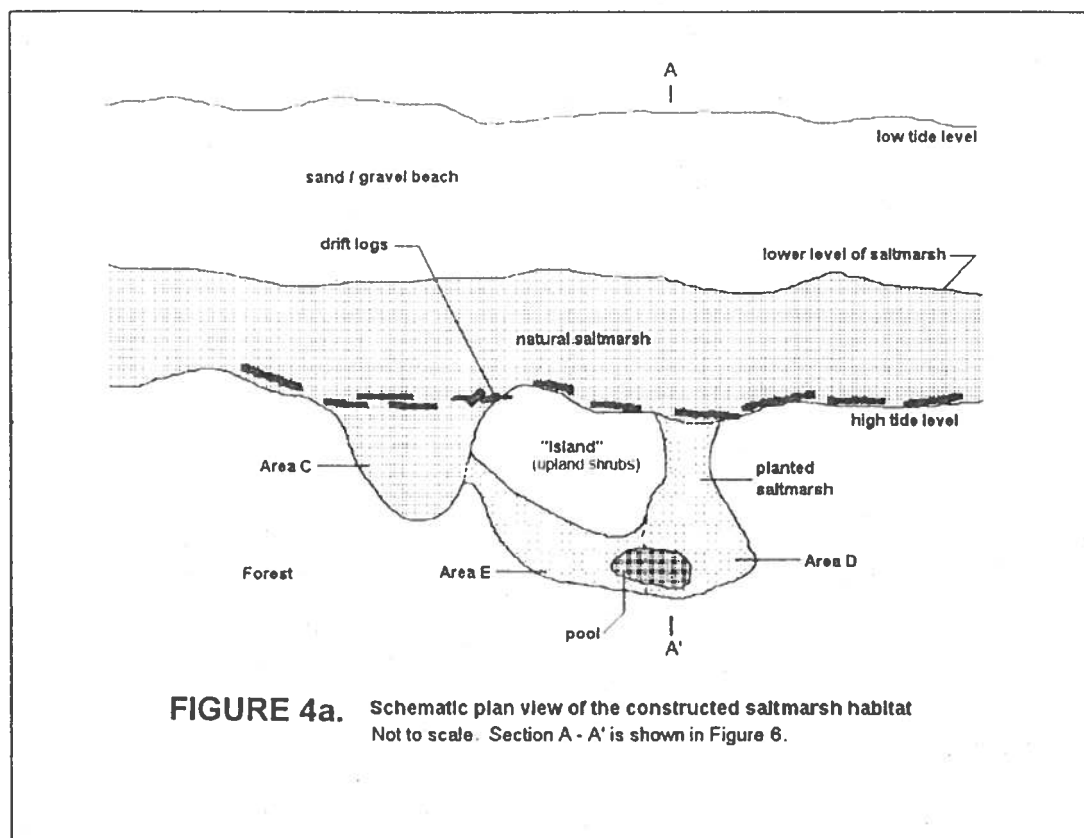 A
low tide level
sand / gravel beach
drift logs
lower level of saltmarsh
natural saltmarsh
high tide level
"Island"
(upland shrubs)
Area C
planted
saltmarsh
Forest
Area E
Area D
pool
A'
FIGURE 4a. Schematic plan view of the constructed saltmarsh habitat
Not to scale. Section A - A' is shown in Figure 6.